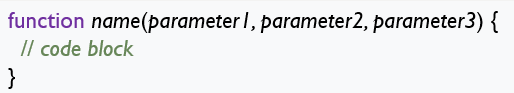 function name(parameter1, parameter2, parameter3) {
// code block
}